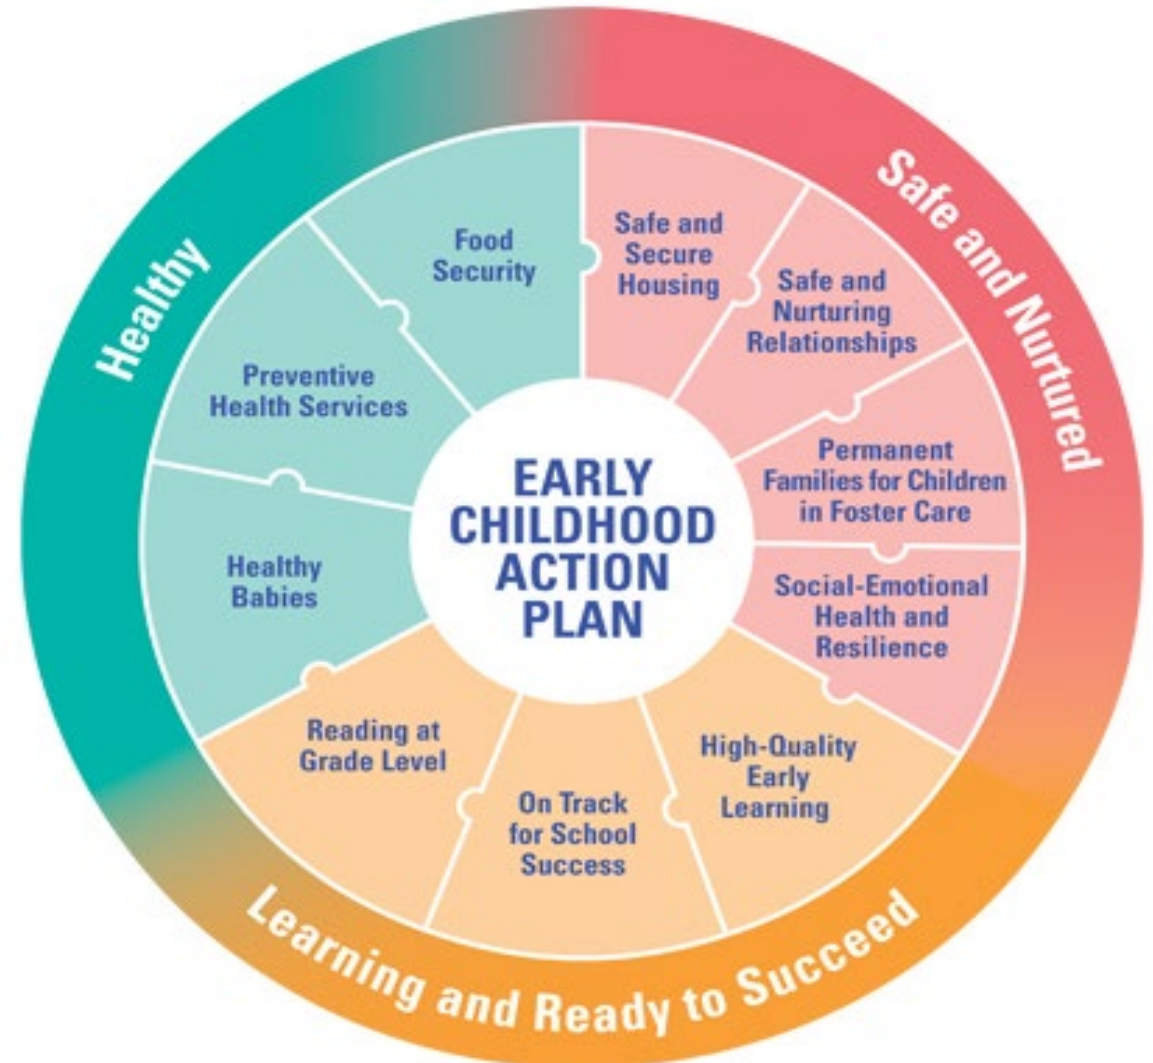 EARLY
CHILDHOOD
ACTION
PLAN
Healthy
Food
Security
Preventive
Health Services
Healthy
Babies
Safe and Nurtured
Safe and
Secure
Housing
Safe and
Nurturing
Relationships
Permanent
Families for Children
in Foster Care
Social-Emotional
Health and
Resilience
Learning and Ready to Succeed
High-Quality
Early
Learning
On Track
for School
Success
Reading at
Grade Level